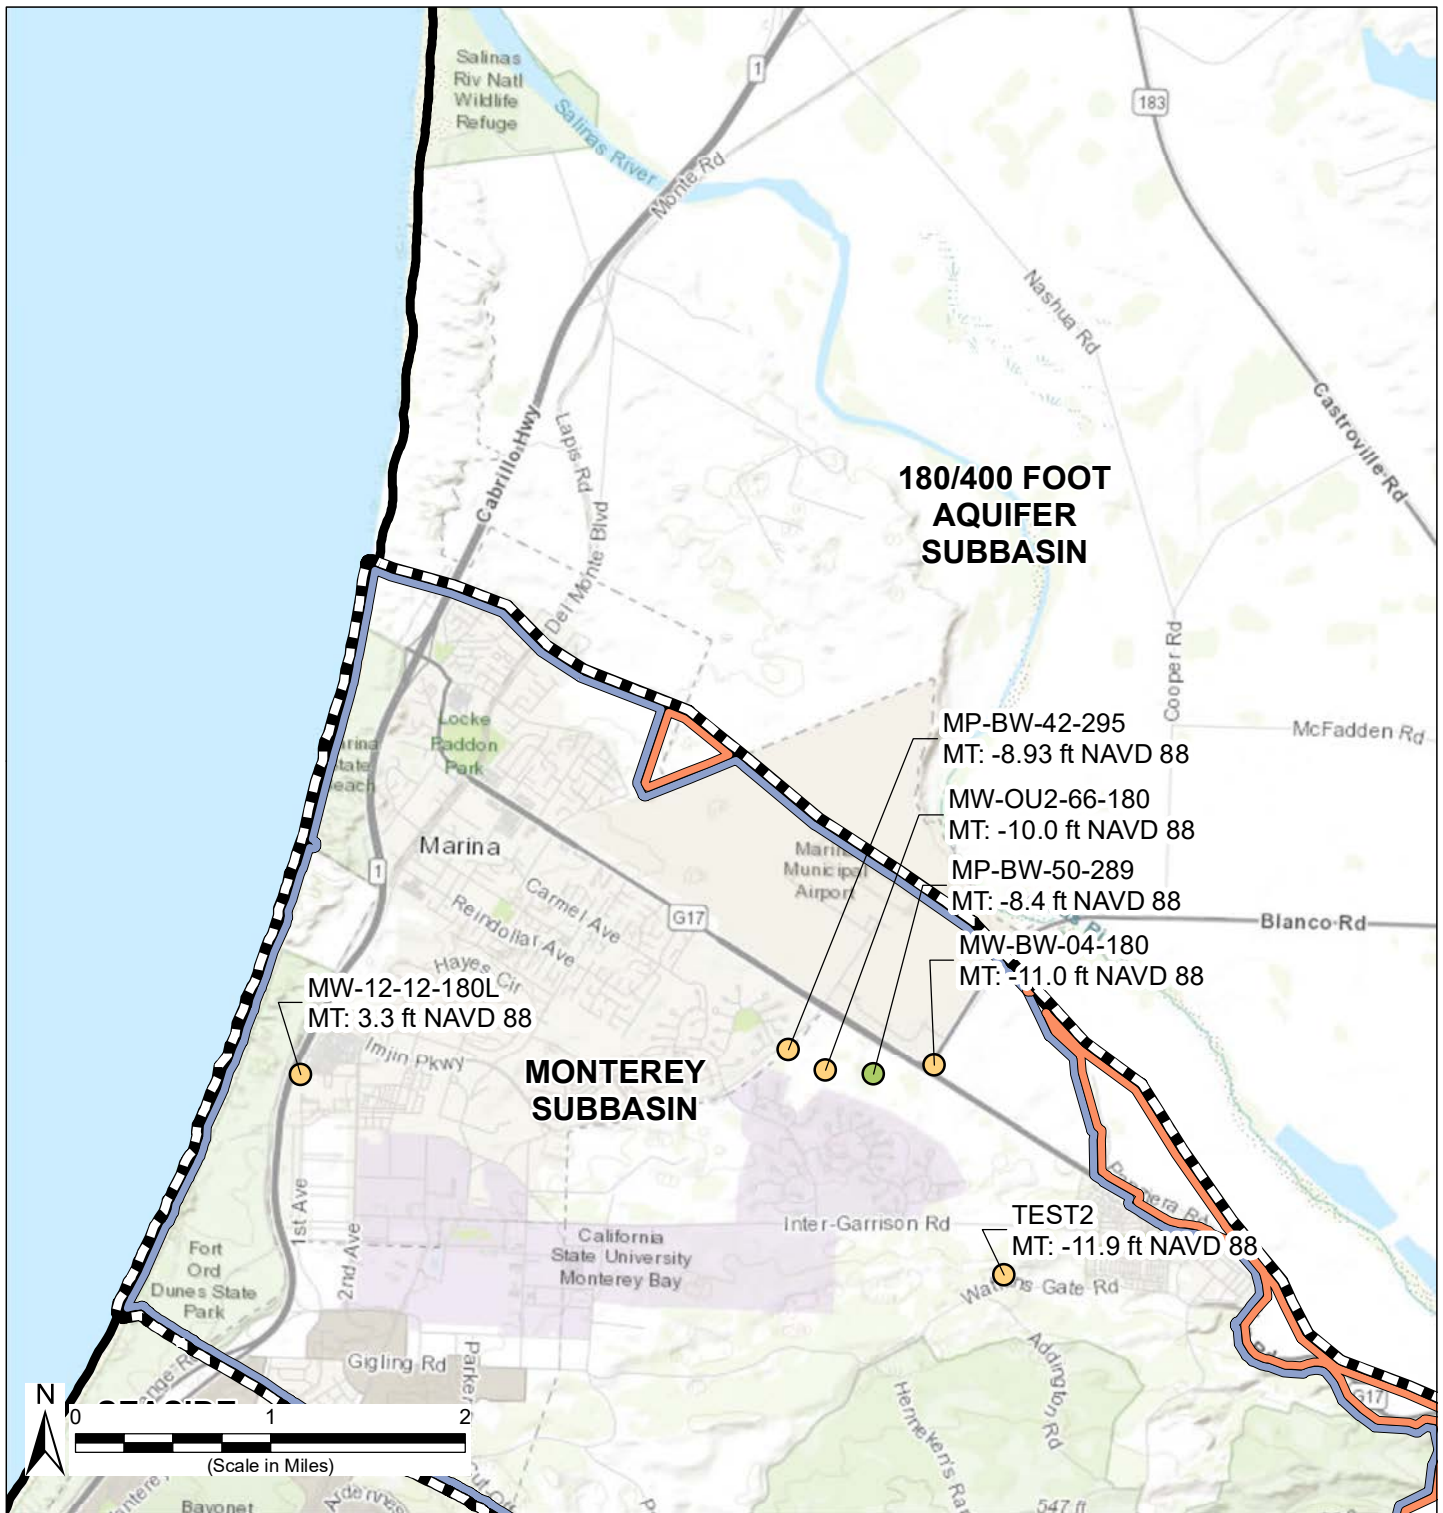 Salinas
Riv Natl
Wildlife
Refuge
1
183
Salinas River
Monte Rd
Nashua Rd
Castroville Rd
Cabrillo Hwy
Lapis Rd
Del Monte Blvd
180/400 FOOT
AQUIFER
SUBBASIN
Cooper Rd
McFadden Rd
Locke
Paddon
Park
MP-BW-42-295
MT: -8.93 ft NAVD 88
MW-OU2-66-180
MT: -10.0 ft NAVD 88
Marina
Municipal
Airport
MP-BW-50-289
MT: -8.4 ft NAVD 88
Marina
1
Carmel Ave
Reindollar Ave
G17
Blanco Rd
MW-BW-04-180
MT: -11.0 ft NAVD 88
Hayes Cir
MW-12-12-180L
MT: 3.3 ft NAVD 88
Imjin Pkwy
MONTEREY
SUBBASIN
1st Ave
2nd Ave
California
State University
Monterey Bay
Inter-Garrison Rd
TEST2
MT: -11.9 ft NAVD 88
Fort
Ord
Dunes State
Park
Gigling Rd
Parker
Addington Rd
G17
N
0 1 2
(Scale in Miles)
Bayonet
547 ft